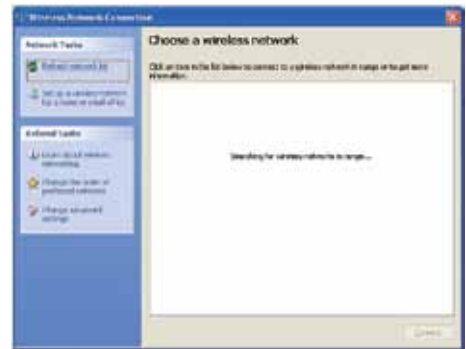 Wireless Network Connection
Network Tasks
Refresh network list
Set up a wireless network
for a home or small office
Related Tasks
Learn about wireless
networking
Change the order of
preferred networks
Change advanced
settings
Choose a wireless network
Click an item in the list below to connect to a wireless network in range or to get more
information.
Searching for wireless networks in range...
Connect